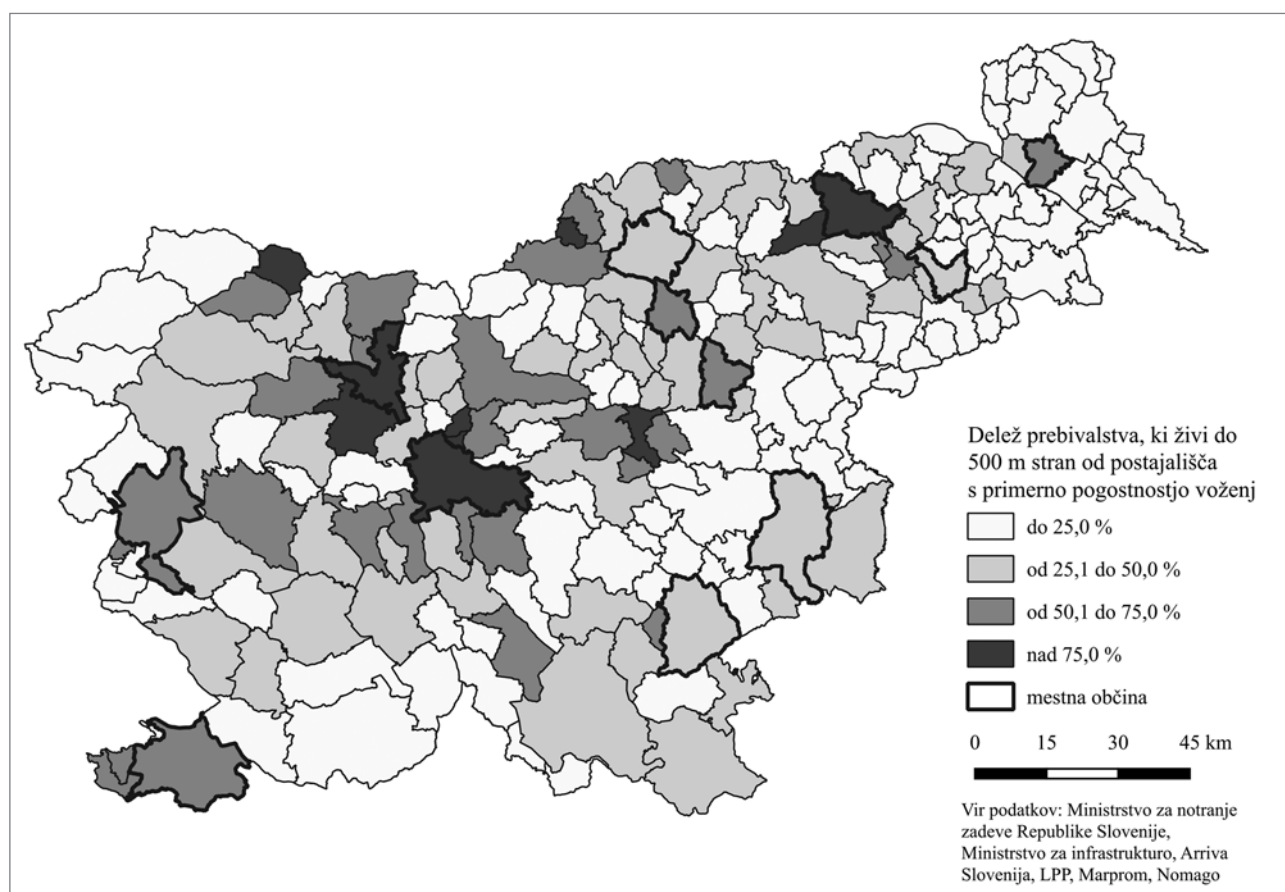 Delež prebivalstva, ki živi do
500 m stran od postajališča
s primerno pogostnostjo voženj
do 25,0 %
od 25,1 do 50,0 %
od 50,1 do 75,0 %
nad 75,0 %
mestna občina
0 15 30 45 km
Vir podatkov: Ministrstvo za notranje
zadeve Republike Slovenije,
Ministrstvo za infrastrukturo, Arriva
Slovenija, LPP, Marprom, Nomago